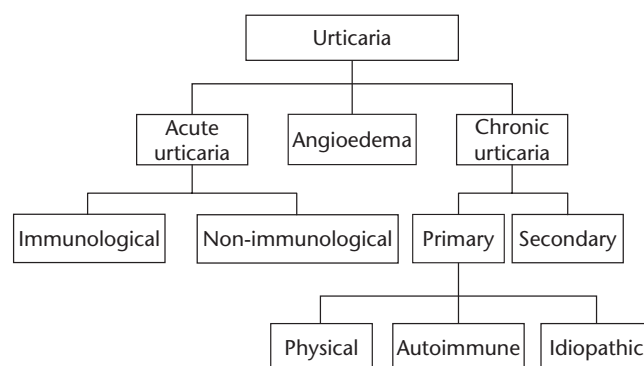 Urticaria
Acute
urticaria
Angioedema
Chronic
urticaria
Immunological
Non-immunological
Primary
Secondary
Physical
Autoimmune
Idiopathic